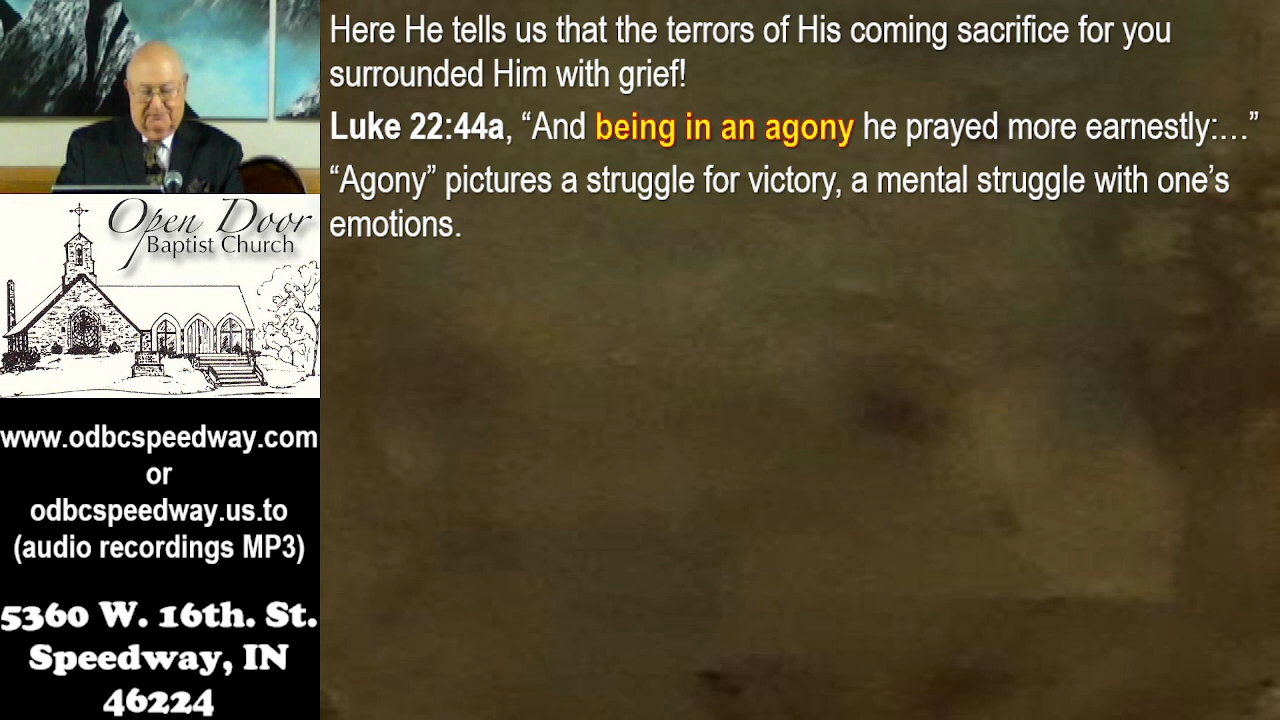 Here He tells us that the terrors of His coming sacrifice for you
surrounded Him with grief!
Luke 22:44a, “And being in an agony he prayed more earnestly:…”
“Agony” pictures a struggle for victory, a mental struggle with one’s
emotions.
Open Door
Baptist Church
www.odbcspeedway.com
or
odbcspeedway.us.to
(audio recordings MP3)
5360 W. 16th. St.
Speedway, IN
46224